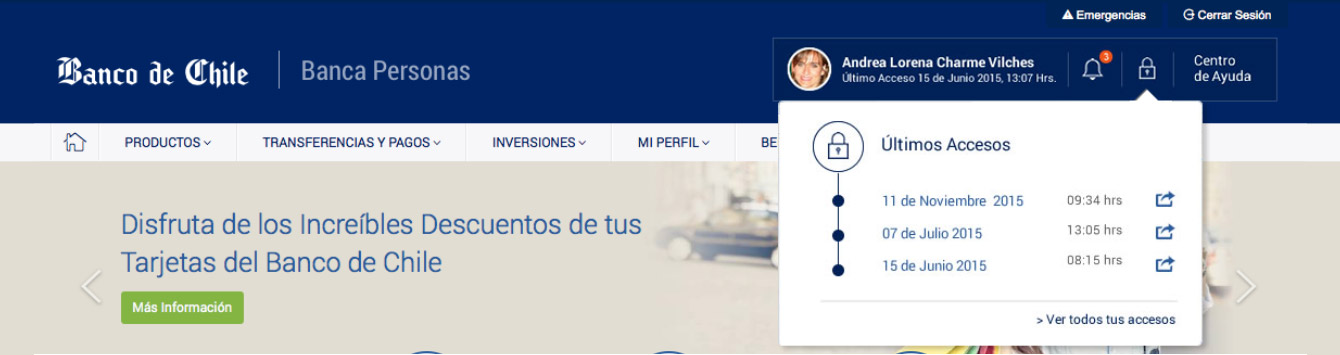 Emergencias
Cerrar Sesión
Banco de Chile
Banca Personas
Andrea Lorena Charme Vilches
Último Acceso 15 de Junio 2015, 13:07 Hrs.
3
Centro
de Ayuda
PRODUCTOS
TRANSFERENCIAS Y PAGOS
INVERSIONES
MI PERFIL
BE
Últimos Accesos
11 de Noviembre 2015 09:34 hrs
07 de Julio 2015 13:05 hrs
15 de Junio 2015 08:15 hrs
> Ver todos tus accesos
Disfruta de los Increíbles Descuentos de tus
Tarjetas del Banco de Chile
Más Información